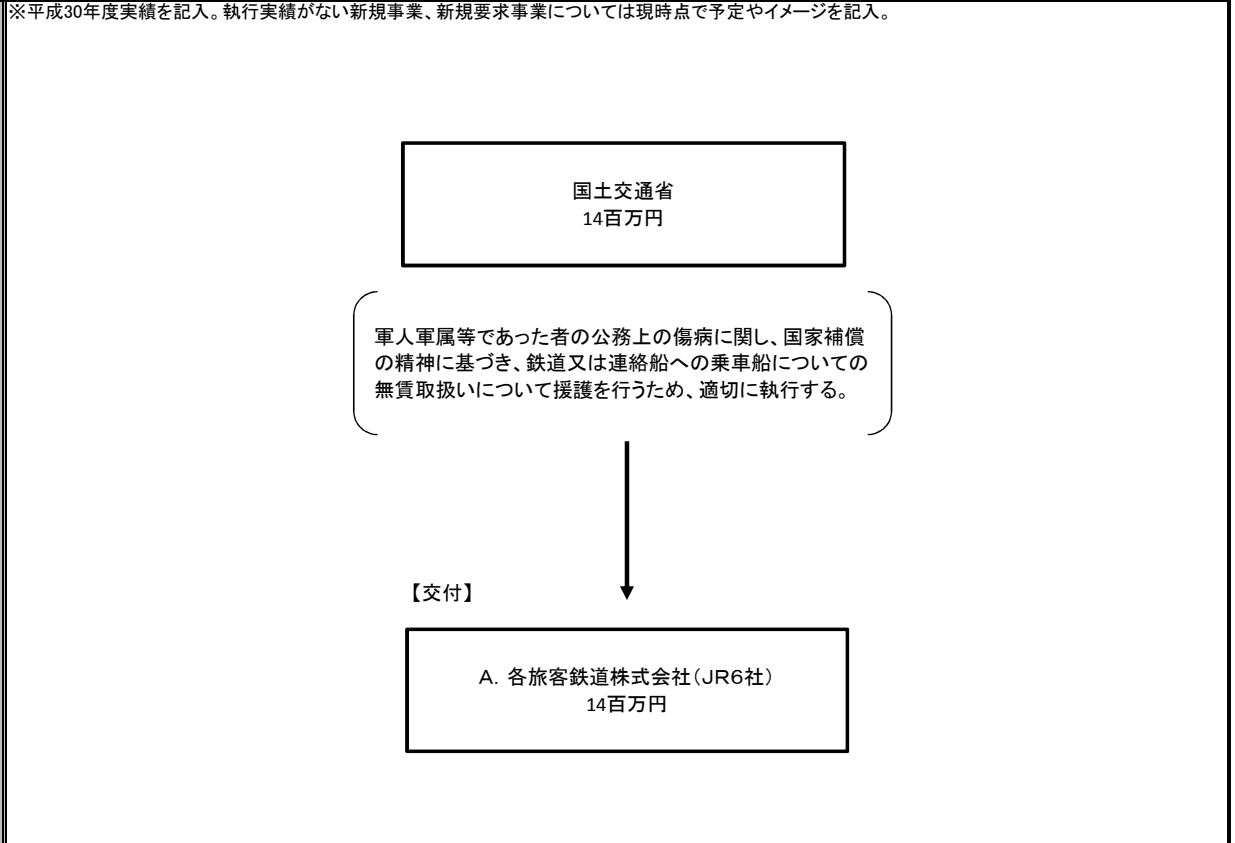 ※平成30年度実績を記入。執行実績がない新規事業、新規要求事業については現時点で予定やイメージを記入。
国土交通省
14百万円
軍人軍属等であった者の公務上の傷病に関し、国家補償
の精神に基づき、鉄道又は連絡船への乗車船についての
無賃取扱いについて援護を行うため、適切に執行する。
【交付】
A．各旅客鉄道株式会社（JR6社）
14百万円